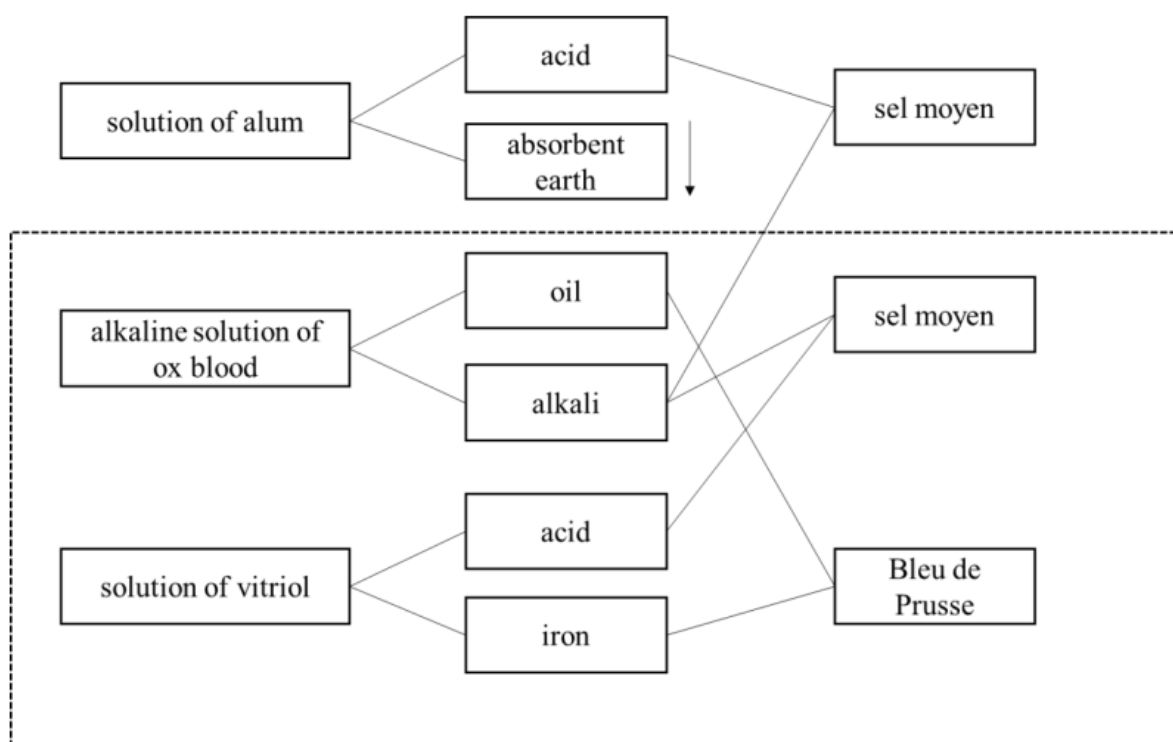 acid
sel moyen
solution of alum
absorbent
earth
oil
sel moyen
alkaline solution of
ox blood
alkali
acid
solution of vitriol
Bleu de
Prusse
iron